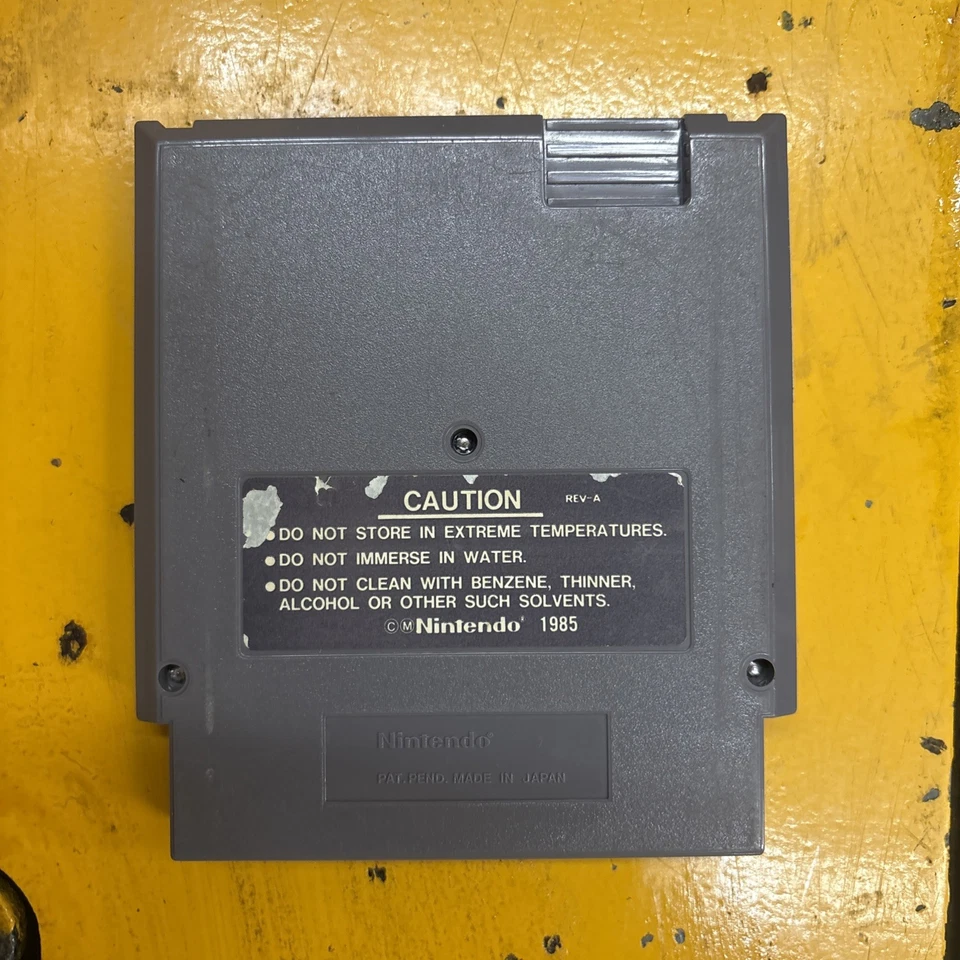 CAUTION REV-A
● DO NOT STORE IN EXTREME TEMPERATURES.
● DO NOT IMMERSE IN WATER.
● DO NOT CLEAN WITH BENZENE, THINNER,
ALCOHOL OR OTHER SUCH SOLVENTS.
ⒸⓂNintendo® 1985
Nintendo®
PAT. PEND. MADE IN JAPAN